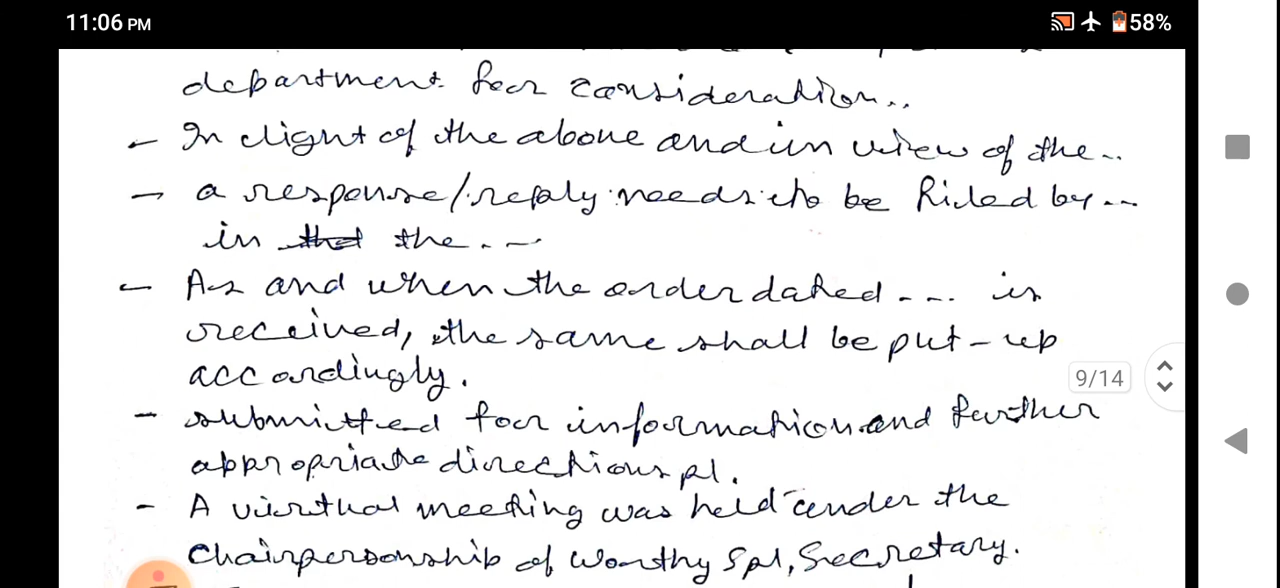 11:06 PM 58%
department for consideration..
- In light of the above and in view of the..
- a response/reply needs to be filed by...
in that the...
- As and when the order dated.... is
received, the same shall be put-up
accordingly.
9/14
- submitted for information and further
appropriate directions pl.
- A virthal meeting was held under the
Chairpersonship of Worthy Spl, Secretary.